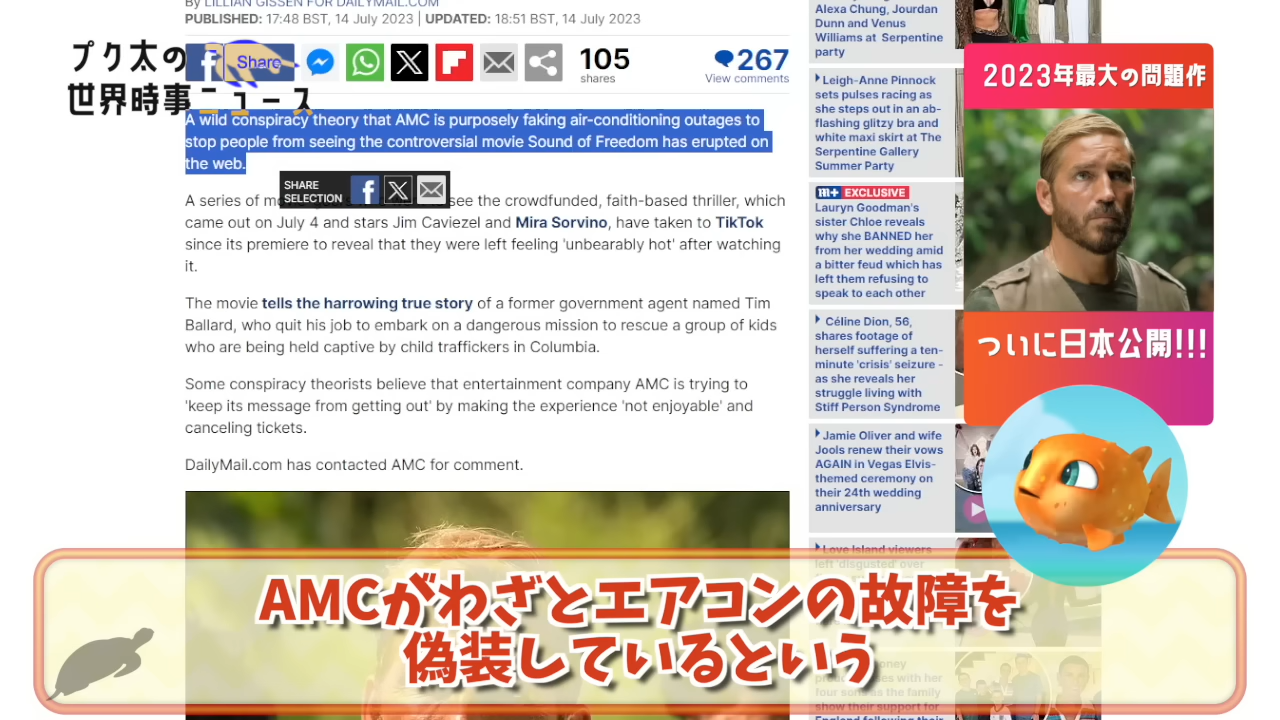 By LILLIAN GISSEN FOR DAILYMAIL.COM
PUBLISHED: 17:48 BST, 14 July 2023 | UPDATED: 18:51 BST, 14 July 2023
プク太の
世界時事ニュース
f Share
105
shares
267
View comments
A wild conspiracy theory that AMC is purposely faking air-conditioning outages to
stop people from seeing the controversial movie Sound of Freedom has erupted on
the web.
SHARE
SELECTION
A series of see the crowdfunded, faith-based thriller, which
came out on July 4 and stars Jim Caviezel and Mira Sorvino, have taken to TikTok
since its premiere to reveal that they were left feeling 'unbearably hot' after watching
it.
The movie tells the harrowing true story of a former government agent named Tim
Ballard, who quit his job to embark on a dangerous mission to rescue a group of kids
who are being held captive by child traffickers in Columbia.
Some conspiracy theorists believe that entertainment company AMC is trying to
'keep its message from getting out' by making the experience 'not enjoyable' and
canceling tickets.
DailyMail.com has contacted AMC for comment.
Alexa Chung, Jourdan
Dunn and Venus
Williams at Serpentine
party
Leigh-Anne Pinnock
sets pulses racing as
she steps out in an ab-
flashing glitzy bra and
white maxi skirt at The
Serpentine Gallery
Summer Party
EXCLUSIVE
Lauryn Goodman's
sister Chloe reveals
why she BANNED her
from her wedding amid
a bitter feud which has
left them refusing to
speak to each other
Céline Dion, 56,
shares footage of
herself suffering a ten-
minute 'crisis' seizure -
as she reveals her
struggle living with
Stiff Person Syndrome
Jamie Oliver and wife
Jools renew their vows
AGAIN in Vegas Elvis-
themed ceremony on
their 24th wedding
anniversary
Love Island viewers
left 'disgusted' over
four sons as the family
show their support for
England following their
2023年最大の問題作
ついに日本公開!!!
AMCがわざとエアコンの故障を
偽装しているという